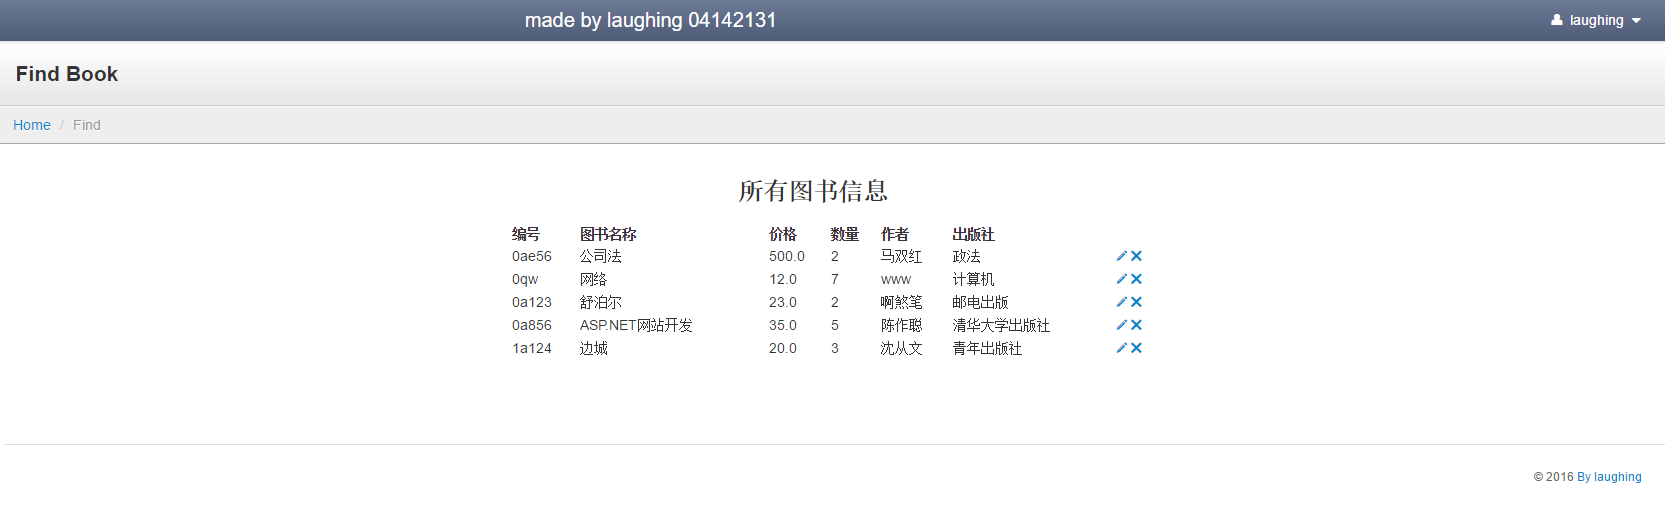 made by laughing 04142131
laughing
Find Book
Home / Find
所有图书信息
编号 图书名称 价格 数量 作者 出版社
0ae56 公司法 500.0 2 马双红 政法
0qw 网络 12.0 7 www 计算机
0a123 舒泊尔 23.0 2 啊煞笔 邮电出版
0a856 ASP.NET网站开发 35.0 5 陈作聪 清华大学出版社
1a124 边城 20.0 3 沈从文 青年出版社
© 2016 By laughing